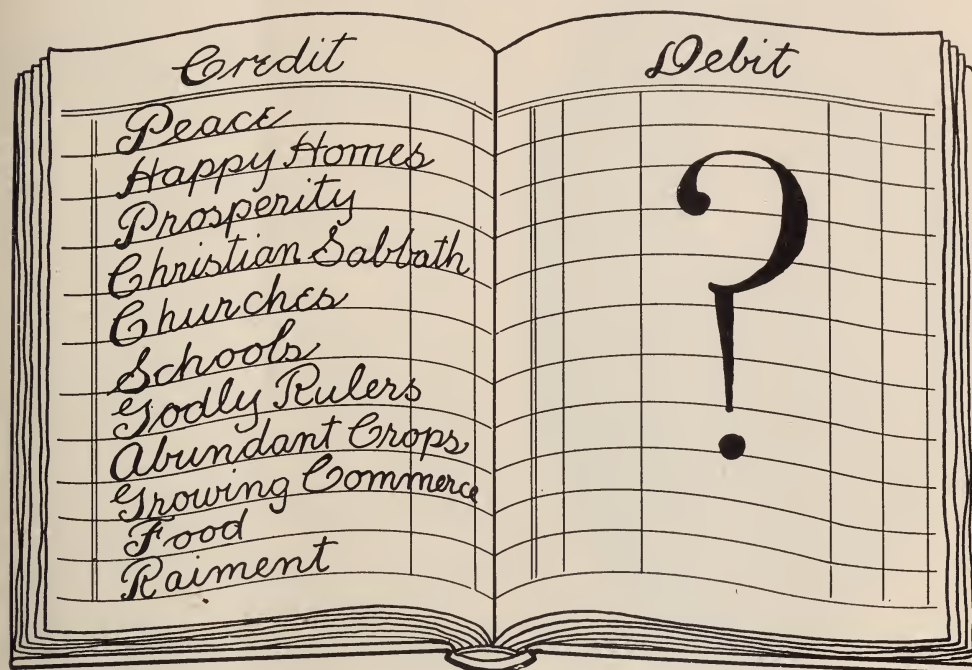 Credit
Peace
Happy Homes
Prosperity
Christian Sabbath
Churches
Schools
Godly Rulers
Abundant Crops
Growing Commerce
Food
Raiment
Debit
?